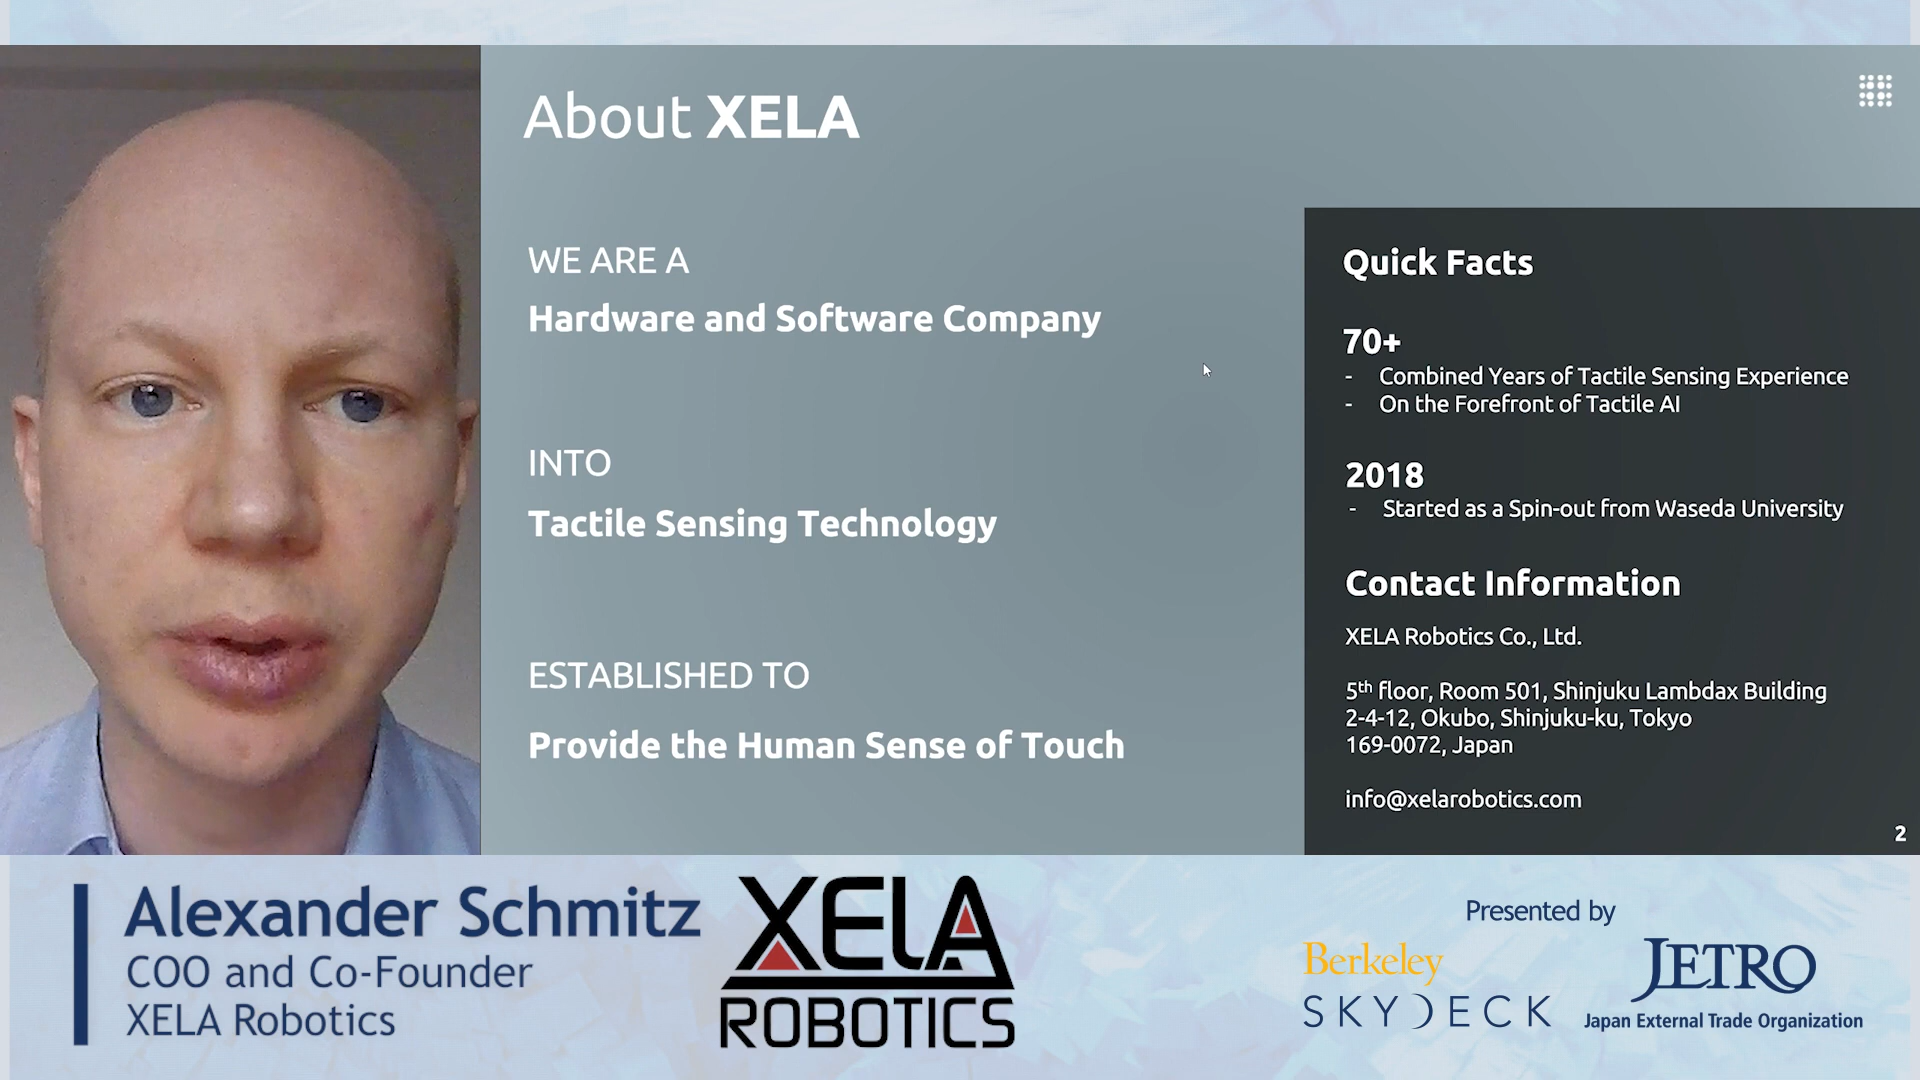 About XELA
WE ARE A
Hardware and Software Company
INTO
Tactile Sensing Technology
ESTABLISHED TO
Provide the Human Sense of Touch
Quick Facts
70+
- Combined Years of Tactile Sensing Experience
- On the Forefront of Tactile AI
2018
- Started as a Spin-out from Waseda University
Contact Information
XELA Robotics Co., Ltd.
5th floor, Room 501, Shinjuku Lambdax Building
2-4-12, Okubo, Shinjuku-ku, Tokyo
169-0072, Japan
info@xelarobotics.com
2
Alexander Schmitz
COO and Co-Founder
XELA Robotics
XELA
ROBOTICS
Presented by
Berkeley
SKYDECK
JETRO
Japan External Trade Organization